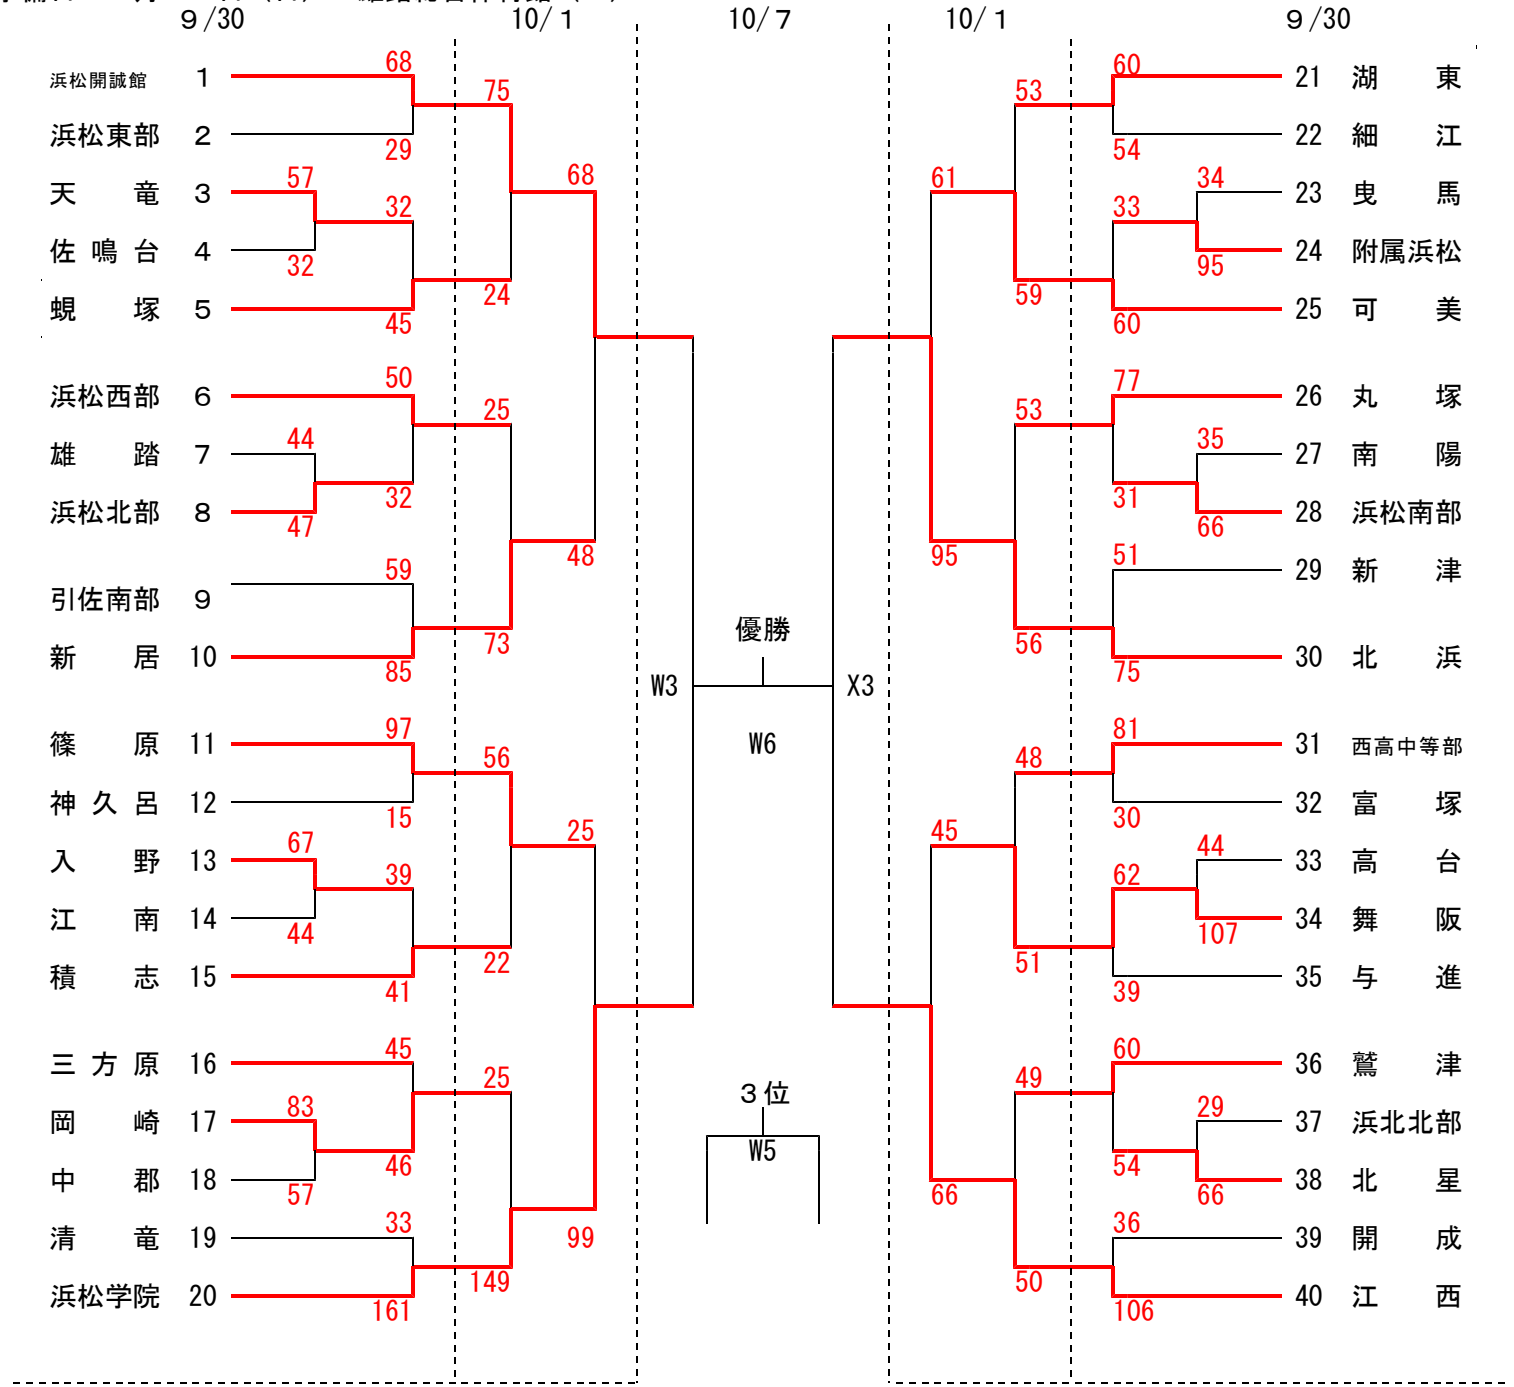 ９/30 10/１ 10/７ 10/１ ９/30
68 60
浜松開誠館 1 75 53 21 湖 東
浜松東部 2 22 細 江
29 54
57 68 61 34
天 竜 3 32 33 23 曳 馬
佐鳴台 4 24 附属浜松
32 95
24 59
蜆 塚 5 25 可 美
45 60
50 77
浜松西部 6 25 53 26 丸 塚
44 35
雄 踏 7 27 南 陽
32 31
浜松北部 8 28 浜松南部
47 66
48 95
59 51
29 新 津
引佐南部 9
優勝
73 56
新 居 10 30 北 浜
85 75
W3 X3
97 81
篠 原 11 56 W6 48 31 西高中等部
神久呂 12 32 富 塚
15 30
67 25 45 44
入 野 13 39 62 33 高 台
江 南 14 34 舞 阪
44 107
22 51
積 志 15 35 与 進
41 39
45 60
三方原 16 25 49 36 鷲 津
３位
83 29
岡 崎 17 37 浜北北部
W5
46 54
中 郡 18 38 北 星
57 66 66
33 36
清 竜 19 99 39 開 成
149 50
浜松学院 20 40 江 西
161 106